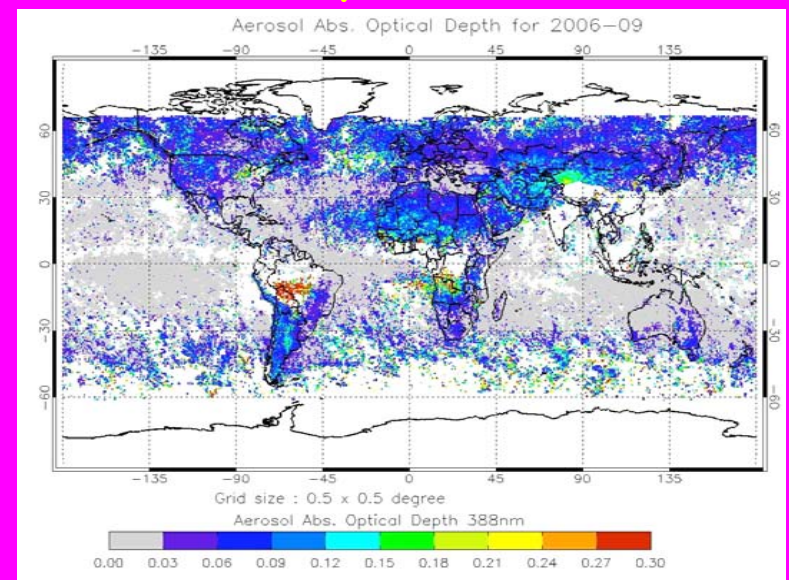 Aerosol Abs. Optical Depth for 2006-09
-135 -90 -45 0 45 90 135
60 60
30 30
0 0
-30 -30
-60 -60
-135 -90 -45 0 45 90 135
Grid size : 0.5 x 0.5 degree
Aerosol Abs. Optical Depth 388nm
0.00 0.03 0.06 0.09 0.12 0.15 0.18 0.21 0.24 0.27 0.30